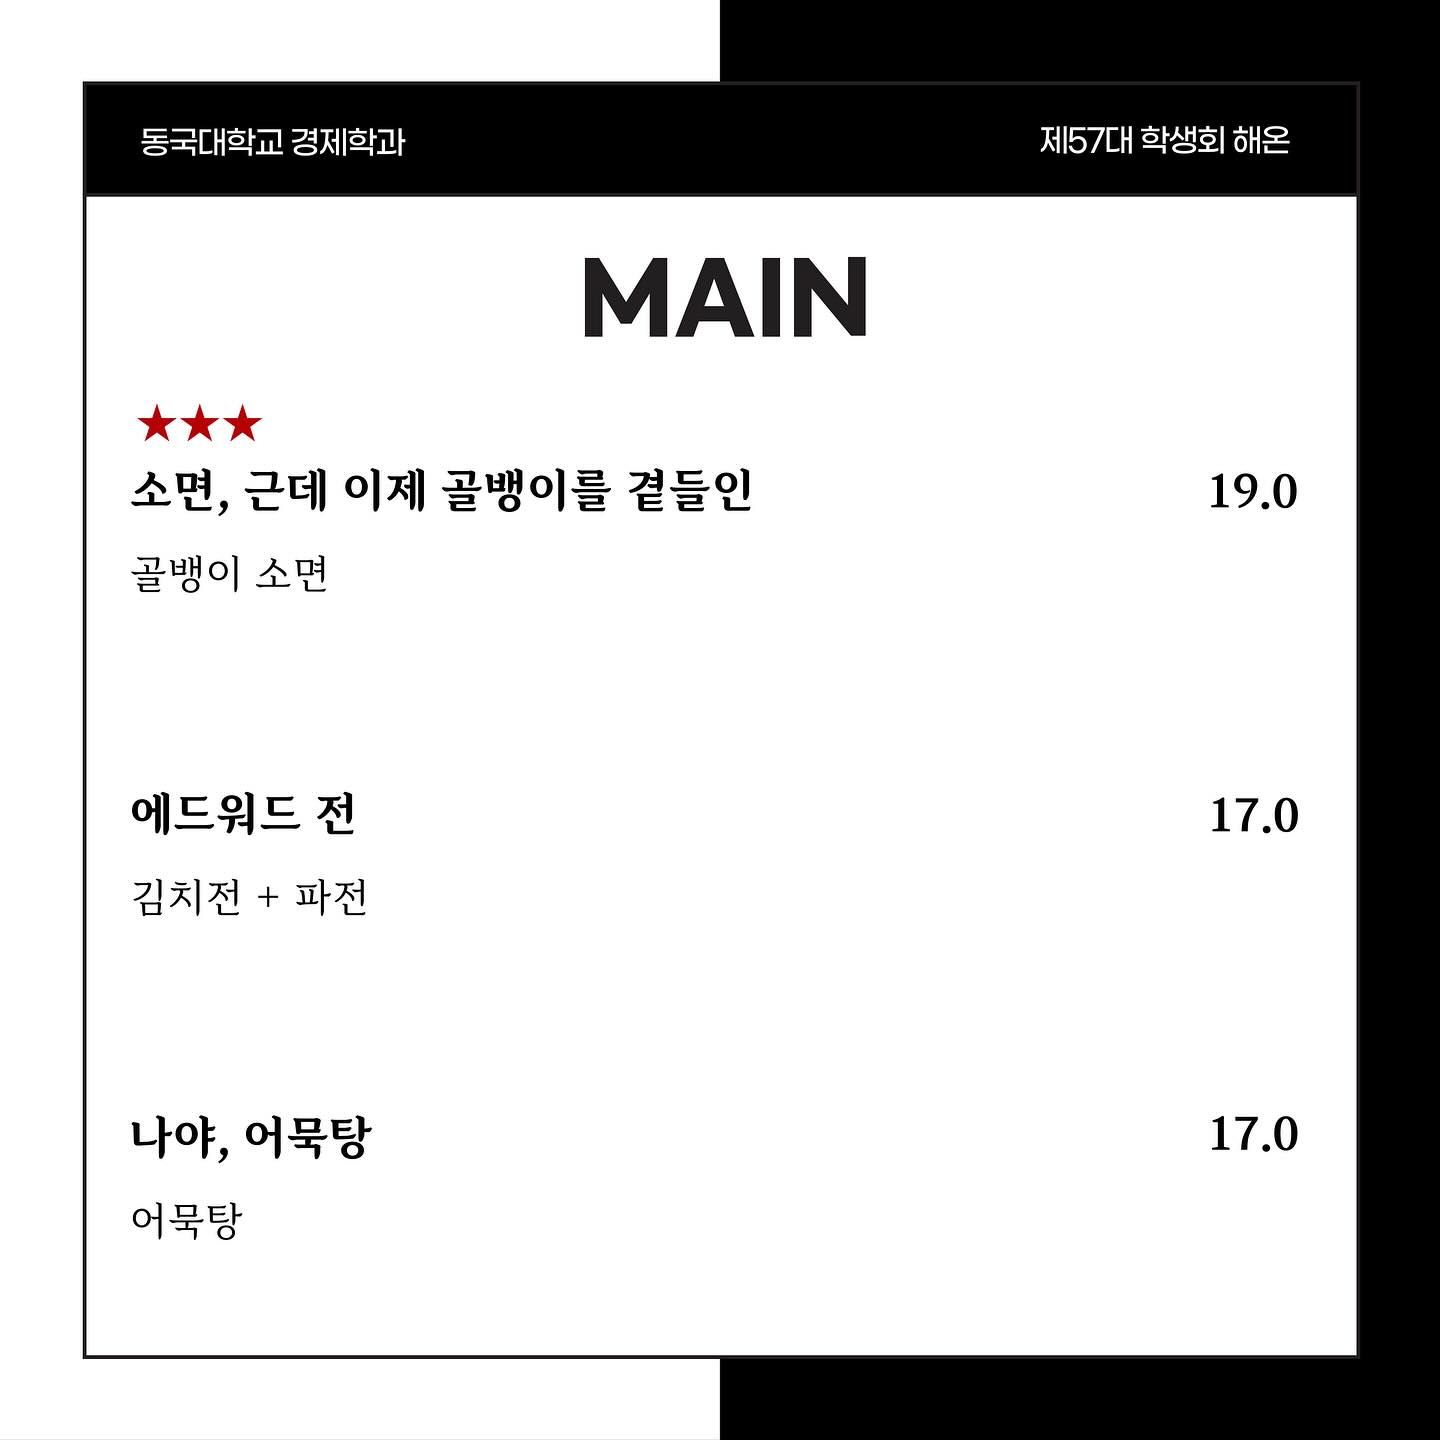 동국대학교 경제학과
제57대 학생회 해온
MAIN
★★★
소면, 근데 이제 골뱅이를 곁들인 19.0
골뱅이 소면
에드워드 전 17.0
김치전 + 파전
나야, 어묵탕 17.0
어묵탕